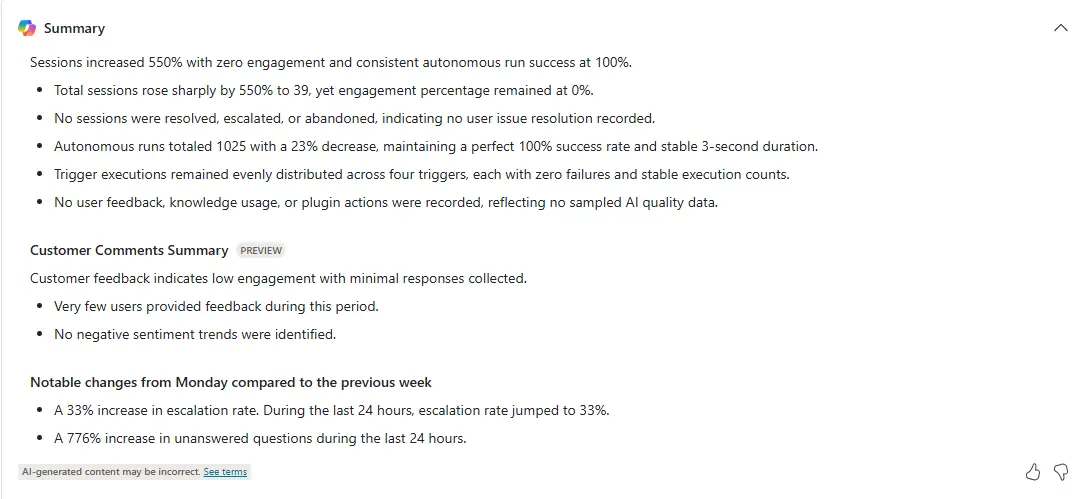 Summary
Sessions increased 550% with zero engagement and consistent autonomous run success at 100%.
• Total sessions rose sharply by 550% to 39, yet engagement percentage remained at 0%.
• No sessions were resolved, escalated, or abandoned, indicating no user issue resolution recorded.
• Autonomous runs totaled 1025 with a 23% decrease, maintaining a perfect 100% success rate and stable 3-second duration.
• Trigger executions remained evenly distributed across four triggers, each with zero failures and stable execution counts.
• No user feedback, knowledge usage, or plugin actions were recorded, reflecting no sampled AI quality data.
Customer Comments Summary PREVIEW
Customer feedback indicates low engagement with minimal responses collected.
• Very few users provided feedback during this period.
• No negative sentiment trends were identified.
Notable changes from Monday compared to the previous week
• A 33% increase in escalation rate. During the last 24 hours, escalation rate jumped to 33%.
• A 776% increase in unanswered questions during the last 24 hours.
AI-generated content may be incorrect. See terms